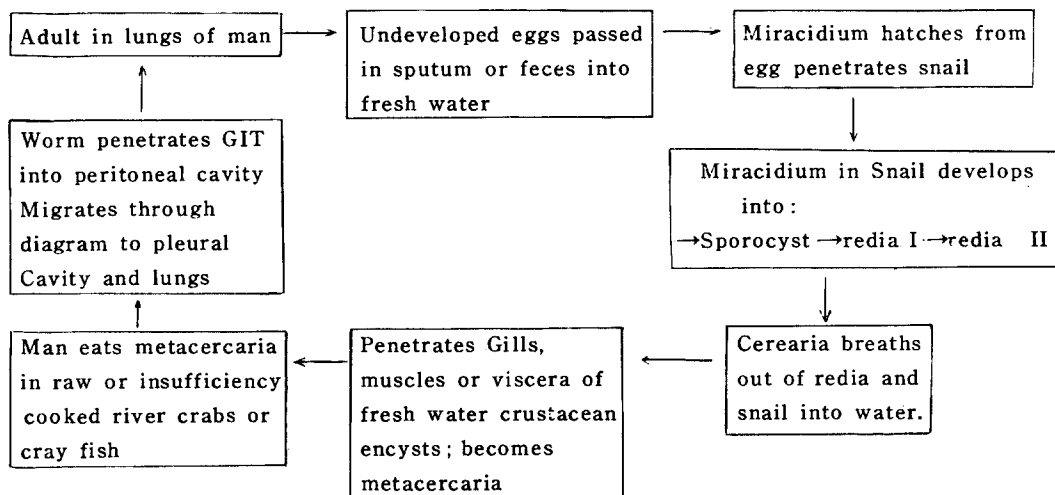 Adult in lungs of man
Undeveloped eggs passed
in sputum or feces into
fresh water
Miracidium hatches from
egg penetrates snail
Miracidium in Snail develops
into :
→Sporocyst →redia I →redia II
Cerearia breaths
out of redia and
snail into water.
Penetrates Gills,
muscles or viscera of
fresh water crustacean
encysts ; becomes
metacercaria
Man eats metacercaria
in raw or insufficiency
cooked river crabs or
cray fish
Worm penetrates GIT
into peritoneal cavity
Migrates through
diagram to pleural
Cavity and lungs